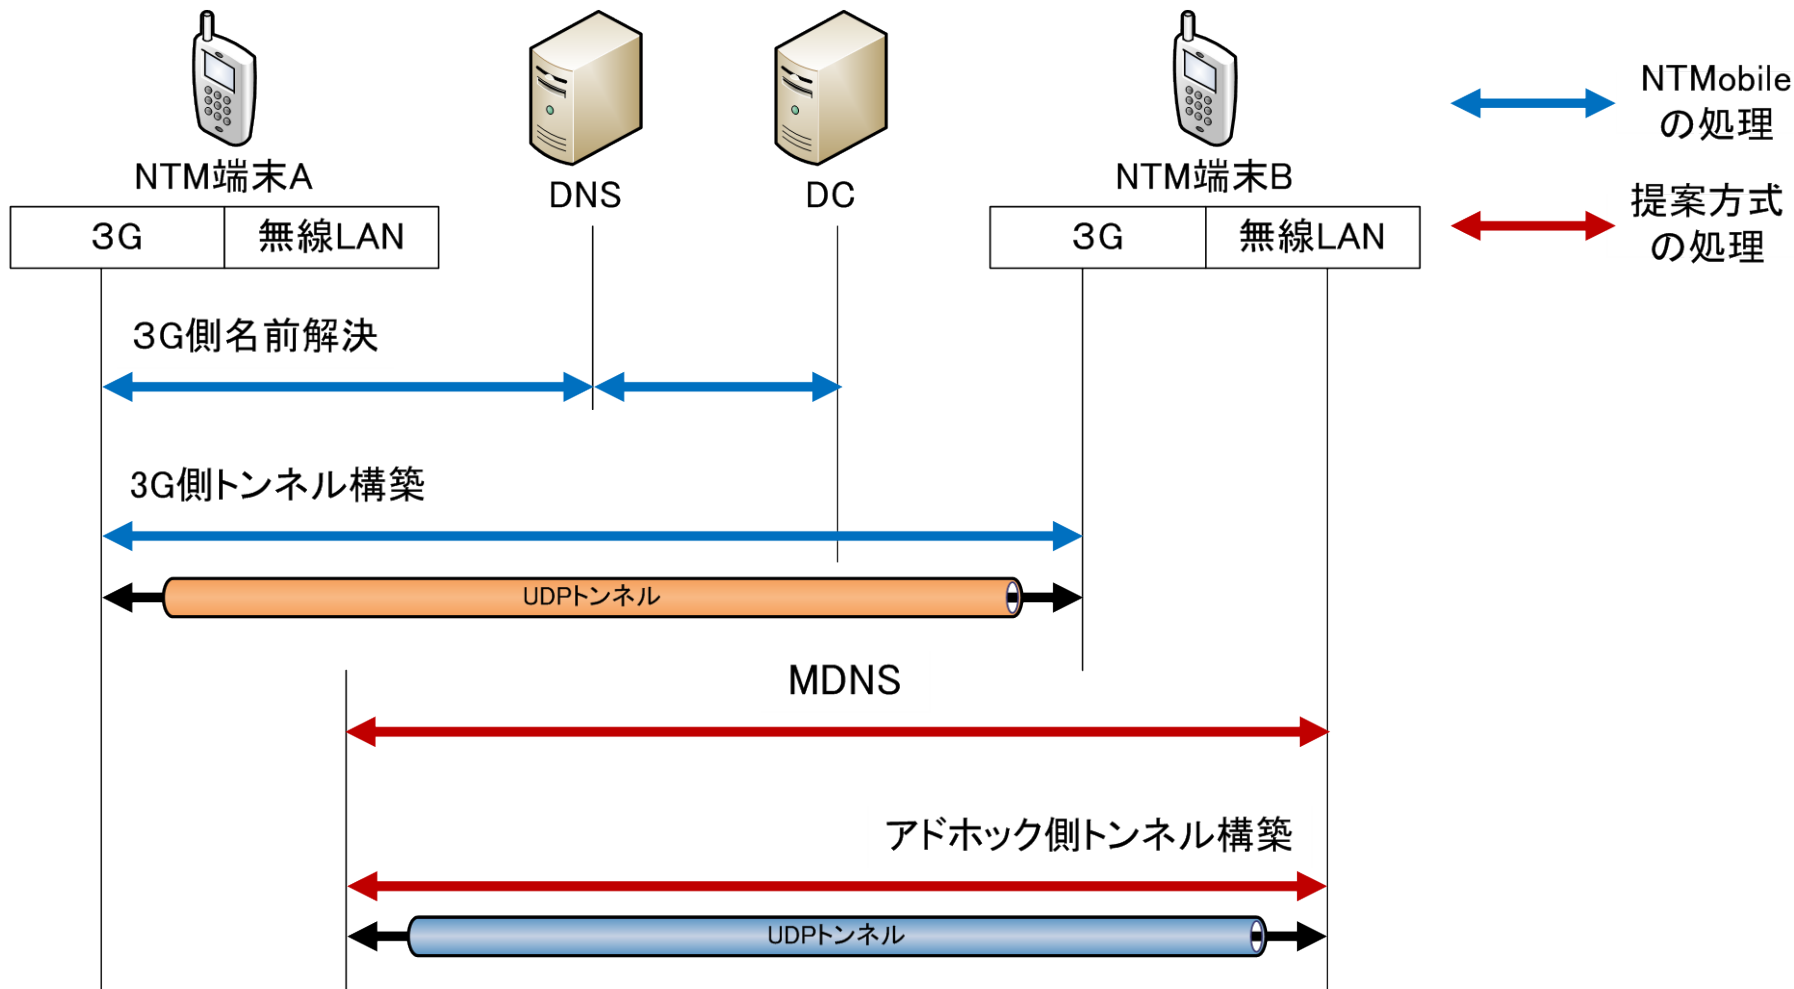 NTM端末A
DNS
DC
NTM端末B
3G
無線LAN
3G
無線LAN
NTMobile
の処理
提案方式
の処理
3G側名前解決
3G側トンネル構築
UDPトンネル
MDNS
アドホック側トンネル構築
UDPトンネル